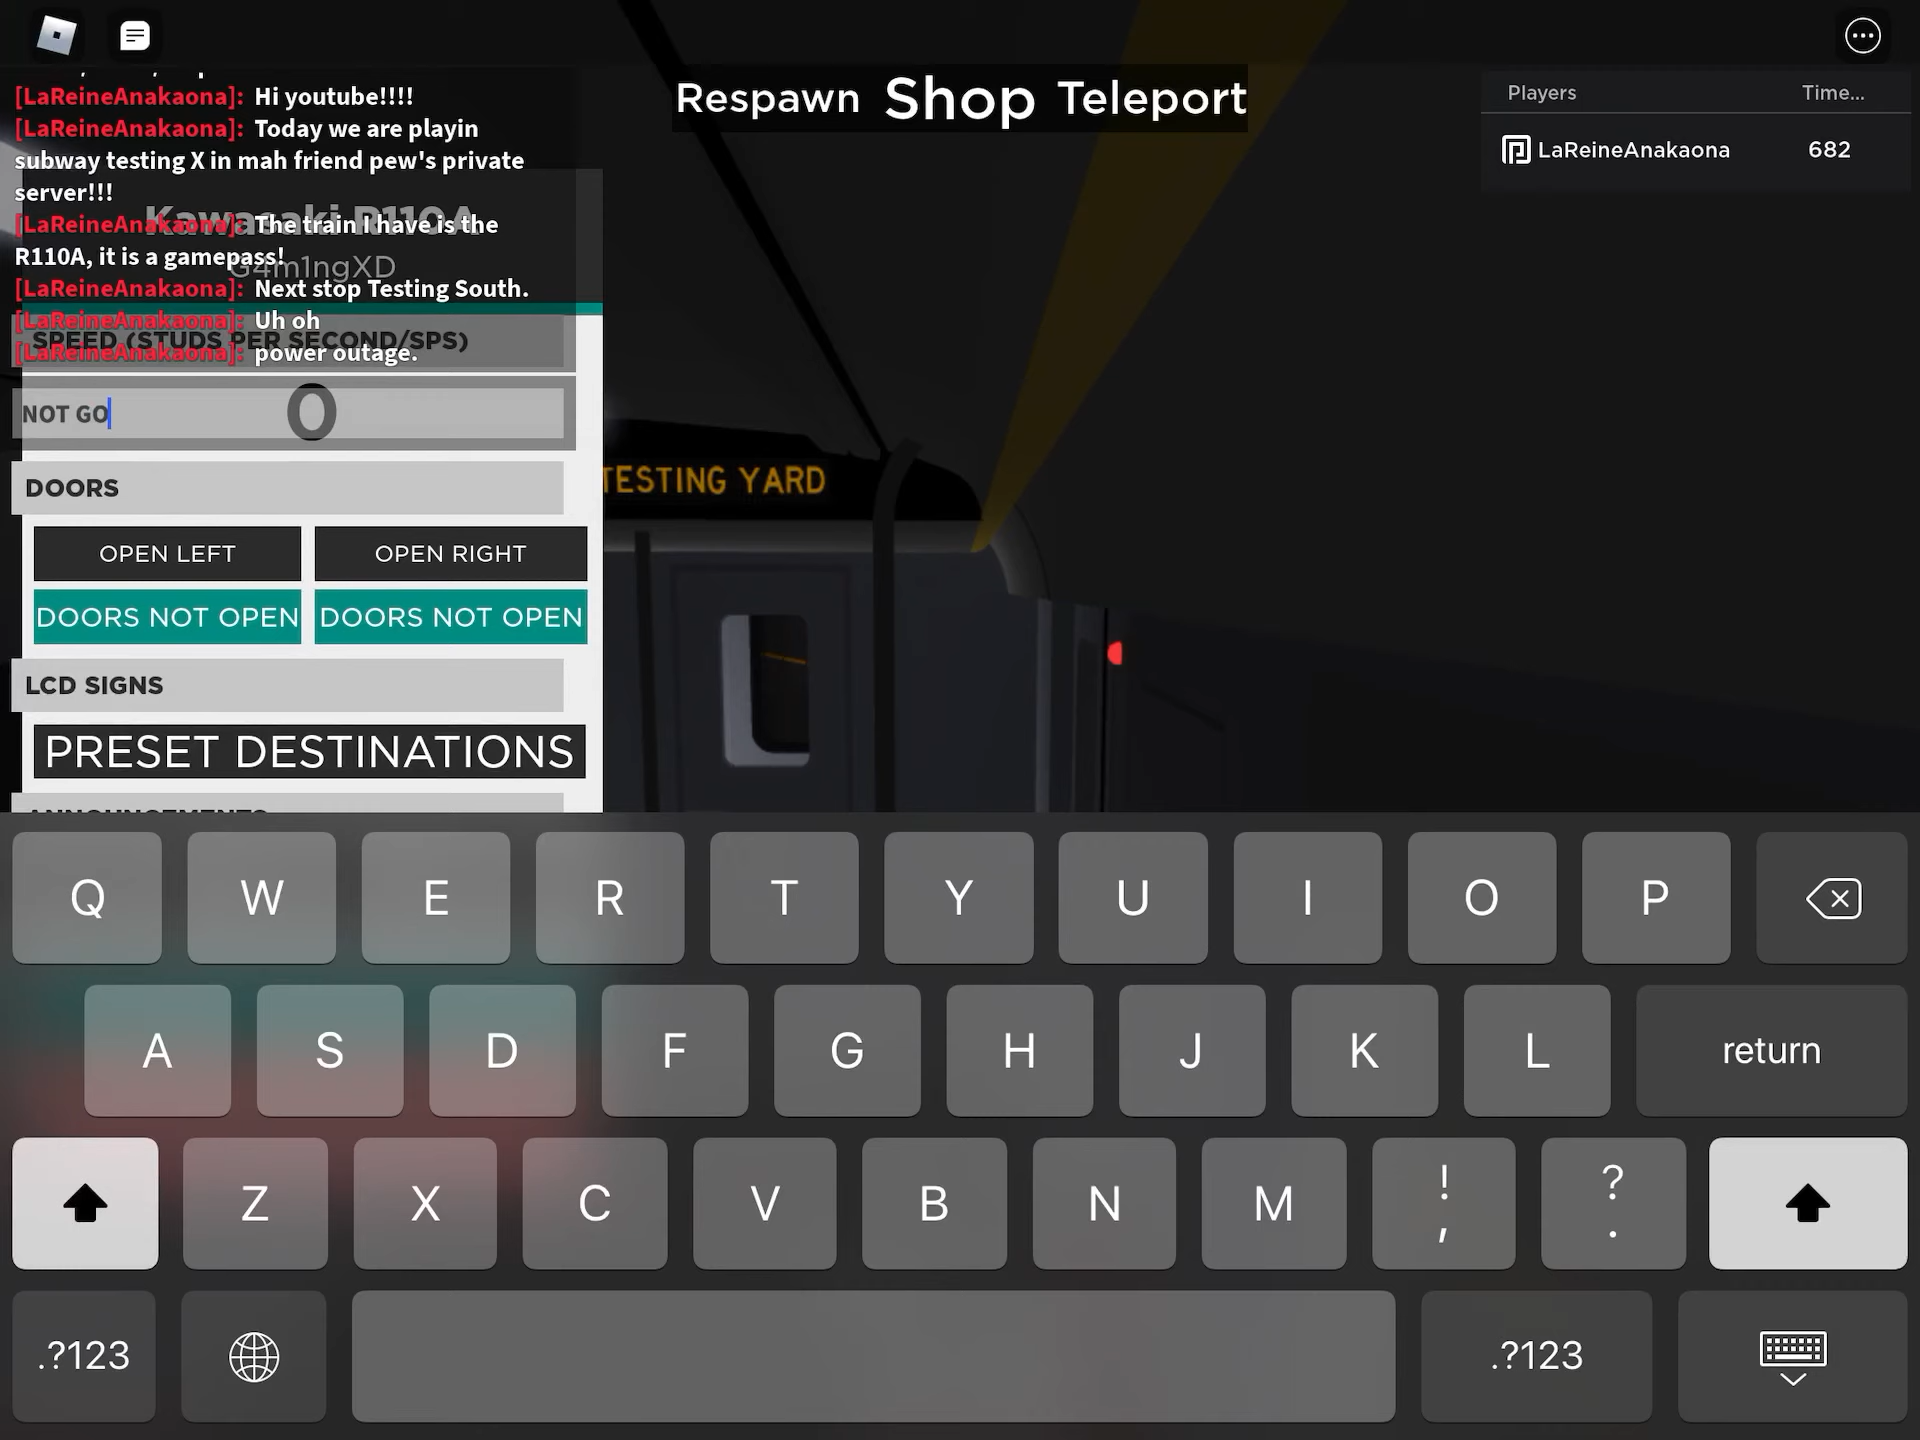 Respawn Shop Teleport
Players Time...
LaReineAnakaona 682
[LaReineAnakaona]: Hi youtube!!!!
[LaReineAnakaona]: Today we are playin
subway testing X in mah friend pew's private
server!!!
[LaReineAnakaona]: The train I have is the
R110A, it is a gamepass!
[LaReineAnakaona]: Next stop Testing South.
[LaReineAnakaona]: Uh oh
[LaReineAnakaona]: power outage.
Kawasaki R110A
G4m1ngXD
SPEED (STUDS PER SECOND/SPS)
NOT GO
0
DOORS
OPEN LEFT OPEN RIGHT
DOORS NOT OPEN DOORS NOT OPEN
LCD SIGNS
PRESET DESTINATIONS
TESTING YARD
Q W E R T Y U I O P
A S D F G H J K L return
Z X C V B N M ! , ? .
.?123 .?123